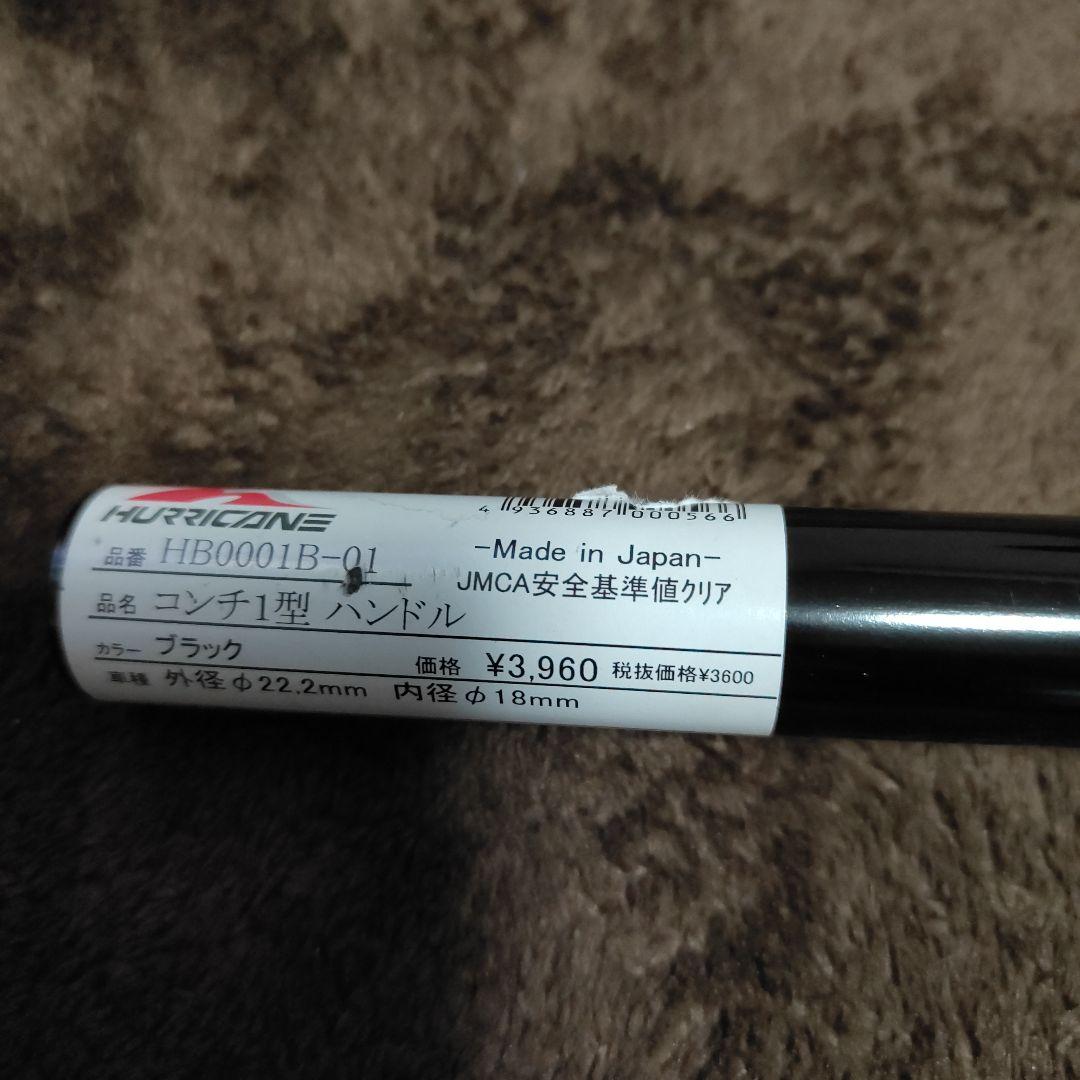 HURRICANE
4 936887 000566
品番 HB0001B-01
-Made in Japan-
JMCA安全基準値クリア
品名 コンチ1型 ハンドル
カラー ブラック
価格 ¥3,960 税抜価格¥3600
車種 外径φ22.2mm 内径φ18mm